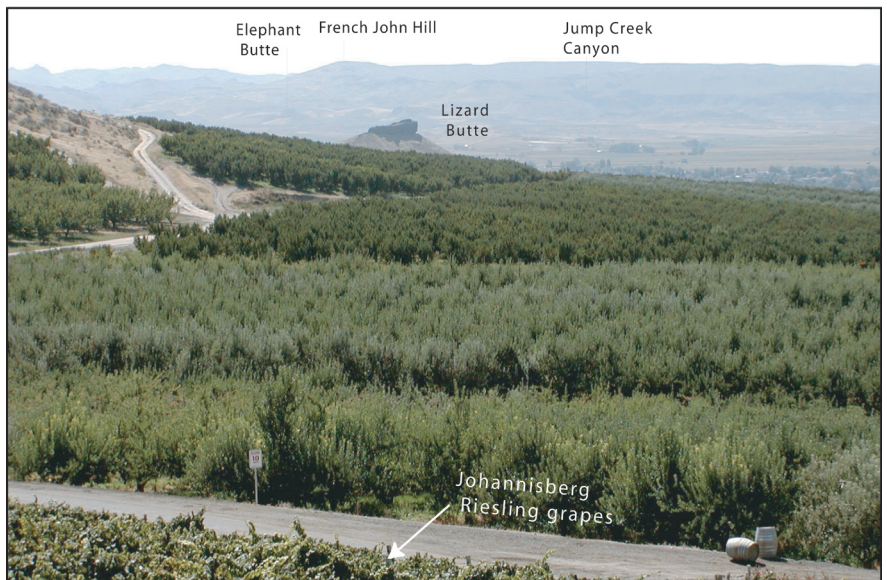 Elephant
Butte
French John Hill
Jump Creek
Canyon
Lizard
Butte
10
Johannisberg
Riesling grapes